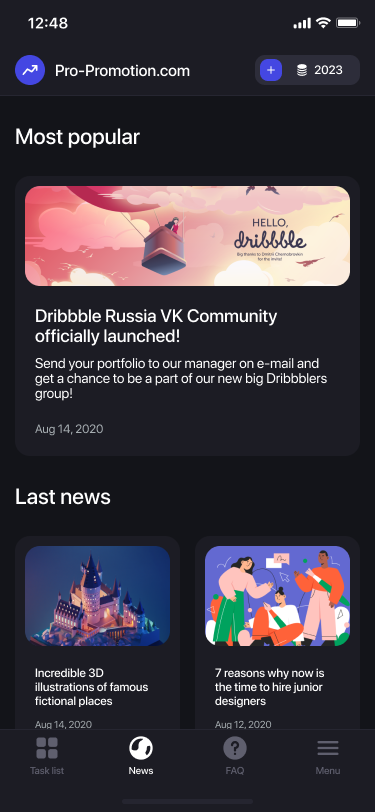 12:48
Pro-Promotion.com
2023
Most popular
HELLO,
dribbble
Big thanks to Dmitrii Chernobrovkin
for the invite!
Dribbble Russia VK Community
officially launched!
Send your portfolio to our manager on e-mail and
get a chance to be a part of our new big Dribbblers
group!
Aug 14, 2020
Last news
Incredible 3D
illustrations of famous
fictional places
Aug 14, 2020
7 reasons why now is
the time to hire junior
designers
Aug 12, 2020
Task list
News
FAQ
Menu